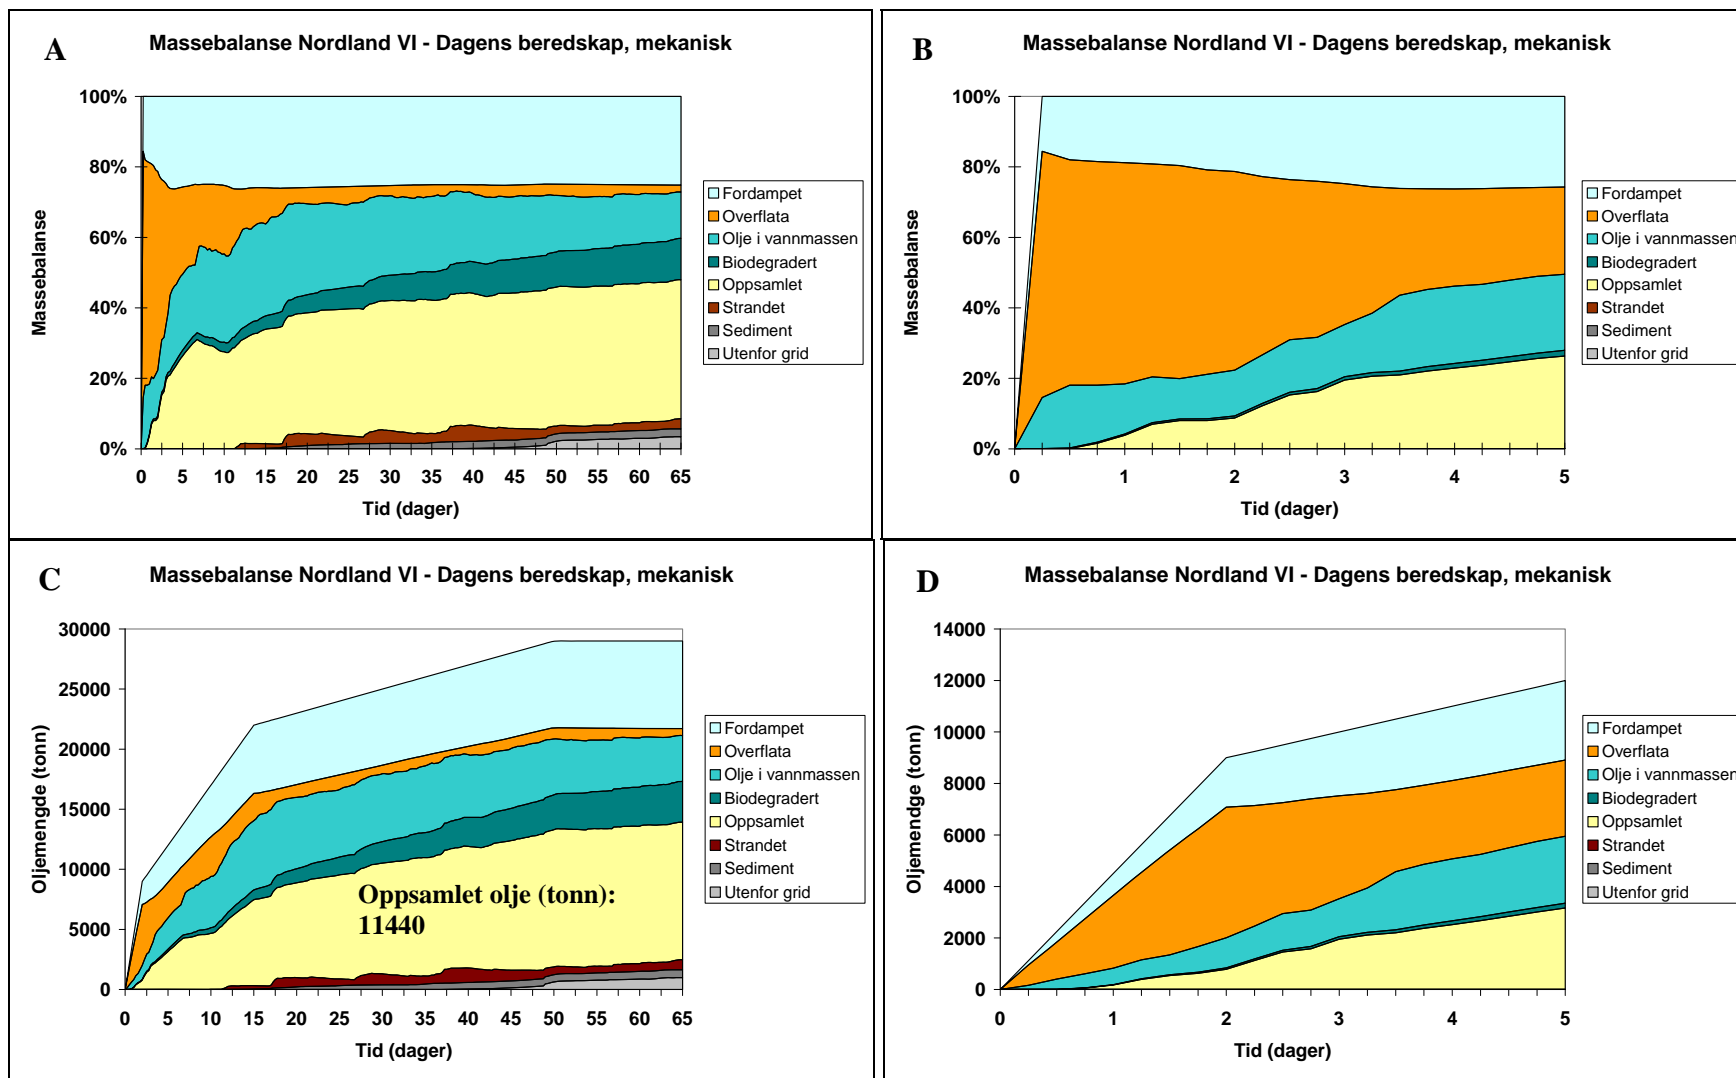 A
Massebalanse Nordland VI - Dagens beredskap, mekanisk
100%
80%
60%
40%
20%
0%
Massebalanse
0 5 10 15 20 25 30 35 40 45 50 55 60 65
Tid (dager)
Fordampet
Overflata
Olje i vannmassen
Biodegradert
Oppsamlet
Strandet
Sediment
Utenfor grid
B
Massebalanse Nordland VI - Dagens beredskap, mekanisk
100%
80%
60%
40%
20%
0%
Massebalanse
0 1 2 3 4 5
Tid (dager)
Fordampet
Overflata
Olje i vannmassen
Biodegradert
Oppsamlet
Strandet
Sediment
Utenfor grid
C
Massebalanse Nordland VI - Dagens beredskap, mekanisk
30000
25000
20000
15000
10000
5000
0
Oljemengde (tonn)
Oppsamlet olje (tonn):
11440
0 5 10 15 20 25 30 35 40 45 50 55 60 65
Tid (dager)
Fordampet
Overflata
Olje i vannmassen
Biodegradert
Oppsamlet
Strandet
Sediment
Utenfor grid
D
Massebalanse Nordland VI - Dagens beredskap, mekanisk
14000
12000
10000
8000
6000
4000
2000
0
Oljemendge (tonn)
0 1 2 3 4 5
Tid (dager)
Fordampet
Overflata
Olje i vannmassen
Biodegradert
Oppsamlet
Strandet
Sediment
Utenfor grid